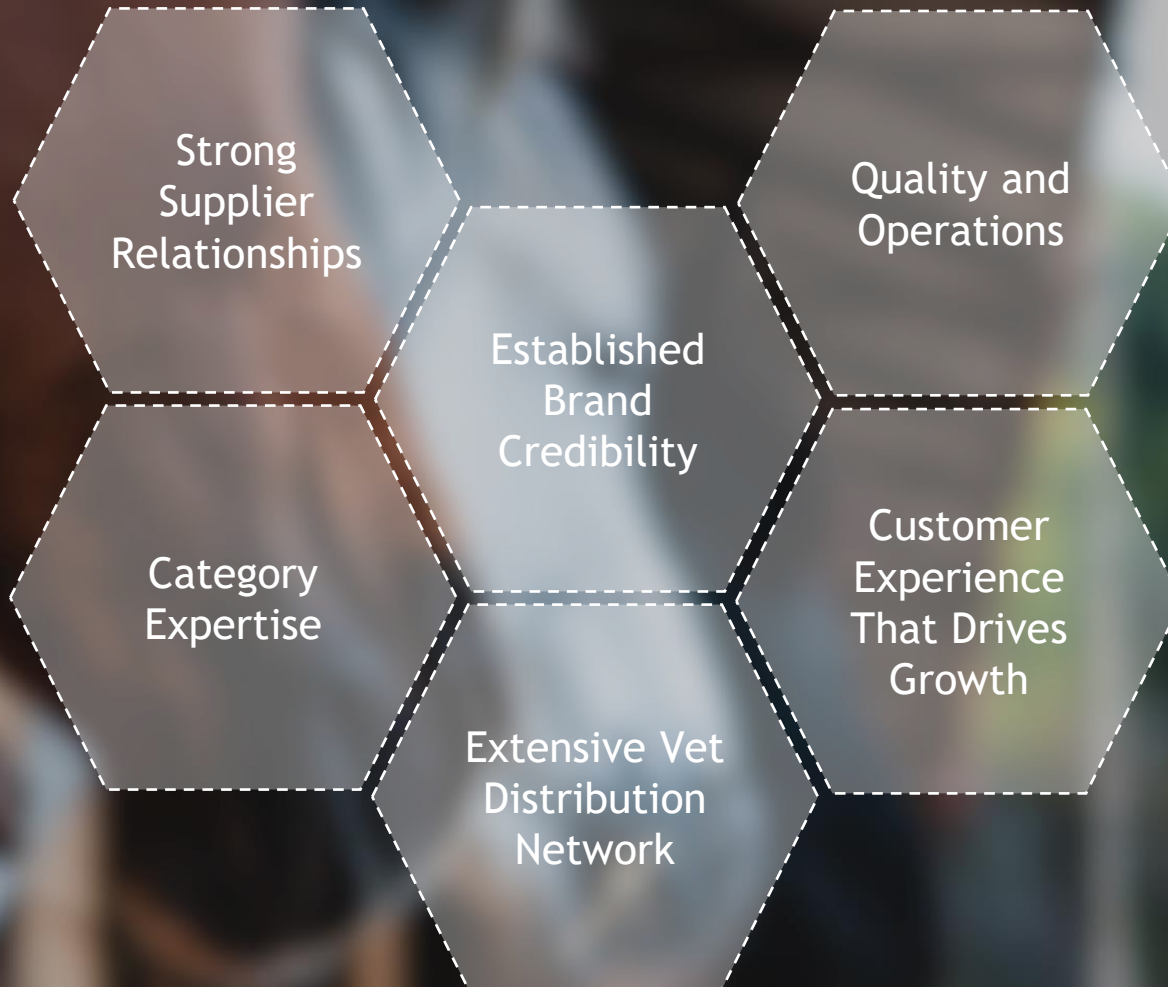 Strong
Supplier
Relationships
Quality and
Operations
Established
Brand
Credibility
Category
Expertise
Customer
Experience
That Drives
Growth
Extensive Vet
Distribution
Network